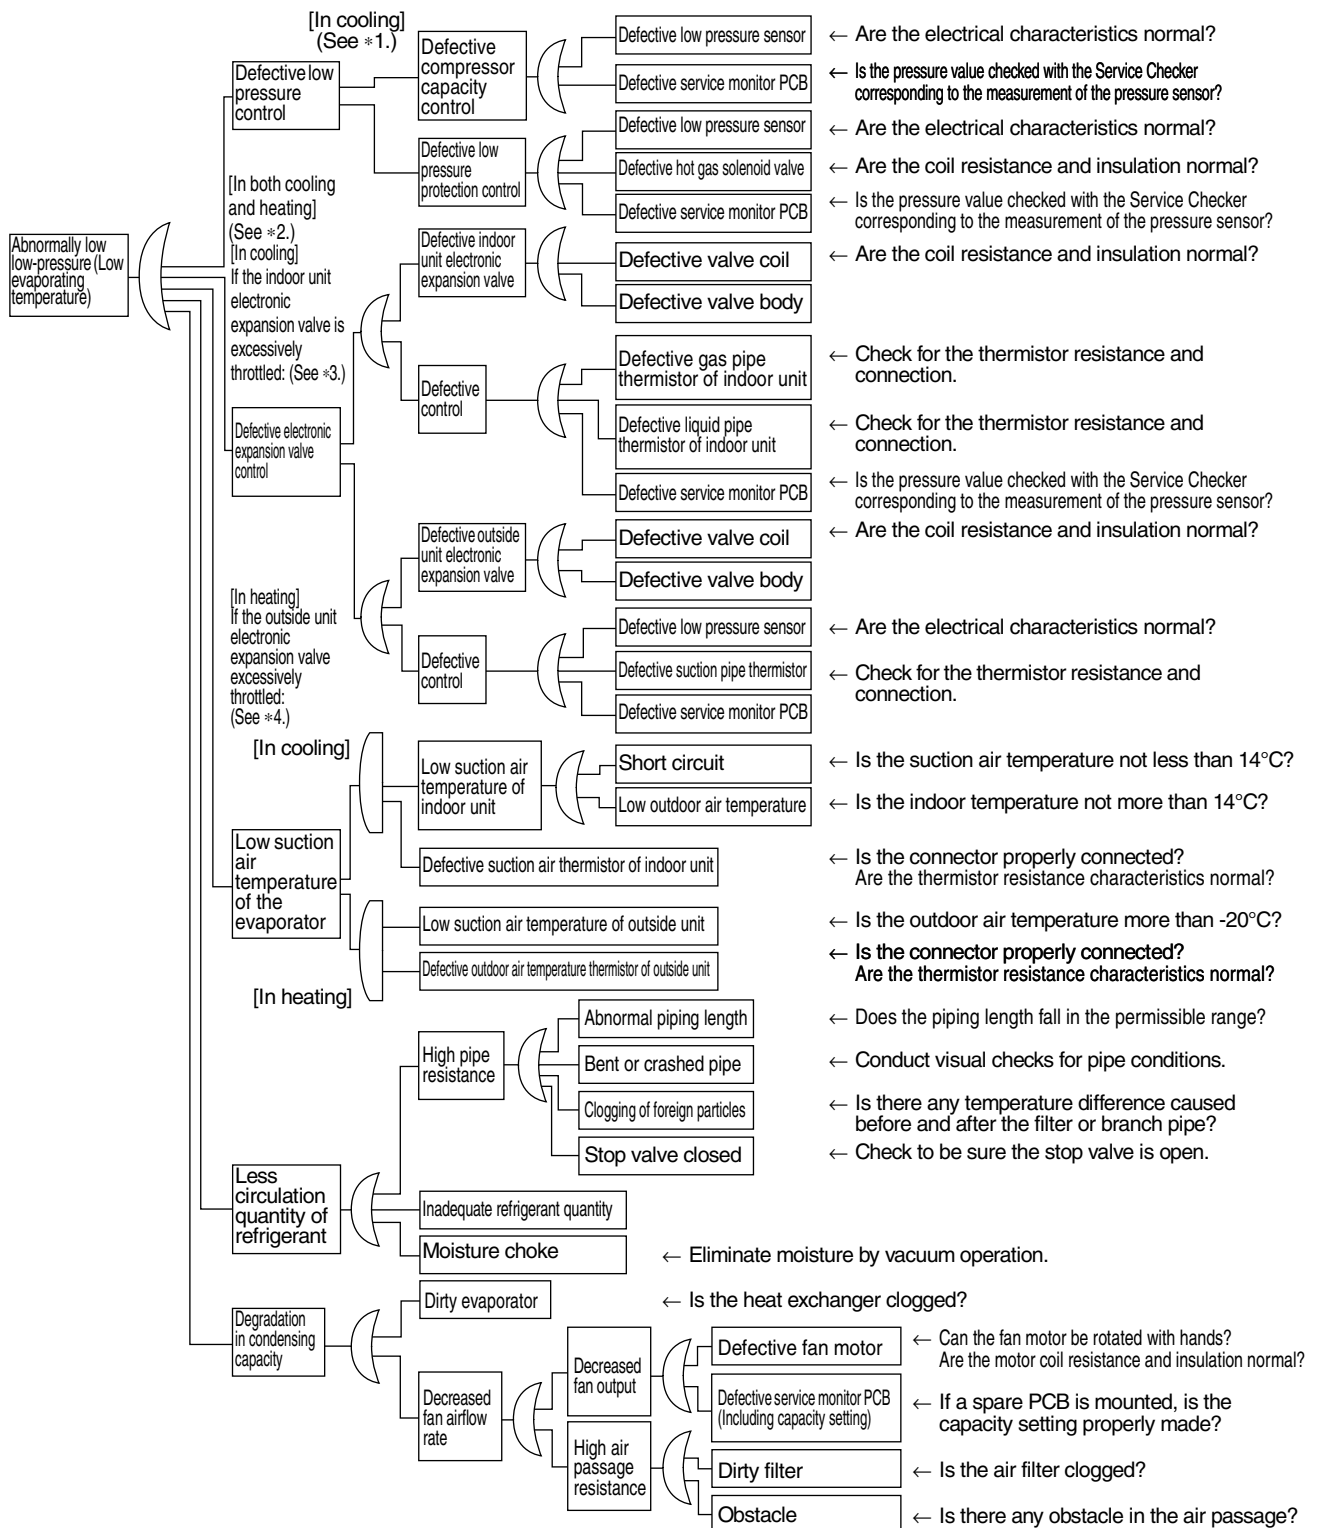 [In cooling]
(See *1.)
Defective low
pressure
control
Defective
compressor
capacity
control
Defective low pressure sensor
← Are the electrical characteristics normal?
Defective service monitor PCB
← Is the pressure value checked with the Service Checker
corresponding to the measurement of the pressure sensor?
Defective low
pressure
protection control
Defective low pressure sensor
← Are the electrical characteristics normal?
Defective hot gas solenoid valve
← Are the coil resistance and insulation normal?
Defective service monitor PCB
← Is the pressure value checked with the Service Checker
corresponding to the measurement of the pressure sensor?
[In both cooling
and heating]
(See *2.)
Abnormally low
low-pressure (Low
evaporating
temperature)
[In cooling]
If the indoor unit
electronic
expansion valve is
excessively
throttled: (See *3.)
Defective indoor
unit electronic
expansion valve
Defective valve coil
← Are the coil resistance and insulation normal?
Defective valve body
Defective
control
Defective gas pipe
thermistor of indoor unit
← Check for the thermistor resistance and
connection.
Defective liquid pipe
thermistor of indoor unit
← Check for the thermistor resistance and
connection.
Defective service monitor PCB
← Is the pressure value checked with the Service Checker
corresponding to the measurement of the pressure sensor?
Defective electronic
expansion valve
control
Defective outside
unit electronic
expansion valve
Defective valve coil
← Are the coil resistance and insulation normal?
Defective valve body
[In heating]
If the outside unit
electronic
expansion valve
excessively
throttled:
(See *4.)
Defective
control
Defective low pressure sensor
← Are the electrical characteristics normal?
Defective suction pipe thermistor
← Check for the thermistor resistance and
connection.
Defective service monitor PCB
[In cooling]
Low suction air
temperature of
indoor unit
Short circuit
← Is the suction air temperature not less than 14°C?
Low outdoor air temperature
← Is the indoor temperature not more than 14°C?
Low suction
air
temperature
of the
evaporator
Defective suction air thermistor of indoor unit
← Is the connector properly connected?
Are the thermistor resistance characteristics normal?
Low suction air temperature of outside unit
← Is the outdoor air temperature more than -20°C?
Defective outdoor air temperature thermistor of outside unit
← Is the connector properly connected?
Are the thermistor resistance characteristics normal?
[In heating]
High pipe
resistance
Abnormal piping length
← Does the piping length fall in the permissible range?
Bent or crashed pipe
← Conduct visual checks for pipe conditions.
Clogging of foreign particles
← Is there any temperature difference caused
before and after the filter or branch pipe?
Stop valve closed
← Check to be sure the stop valve is open.
Less
circulation
quantity of
refrigerant
Inadequate refrigerant quantity
Moisture choke
← Eliminate moisture by vacuum operation.
Degradation
in condensing
capacity
Dirty evaporator
← Is the heat exchanger clogged?
Decreased
fan airflow
rate
Decreased
fan output
Defective fan motor
← Can the fan motor be rotated with hands?
Are the motor coil resistance and insulation normal?
Defective service monitor PCB
(Including capacity setting)
← If a spare PCB is mounted, is the
capacity setting properly made?
High air
passage
resistance
Dirty filter
← Is the air filter clogged?
Obstacle
← Is there any obstacle in the air passage?